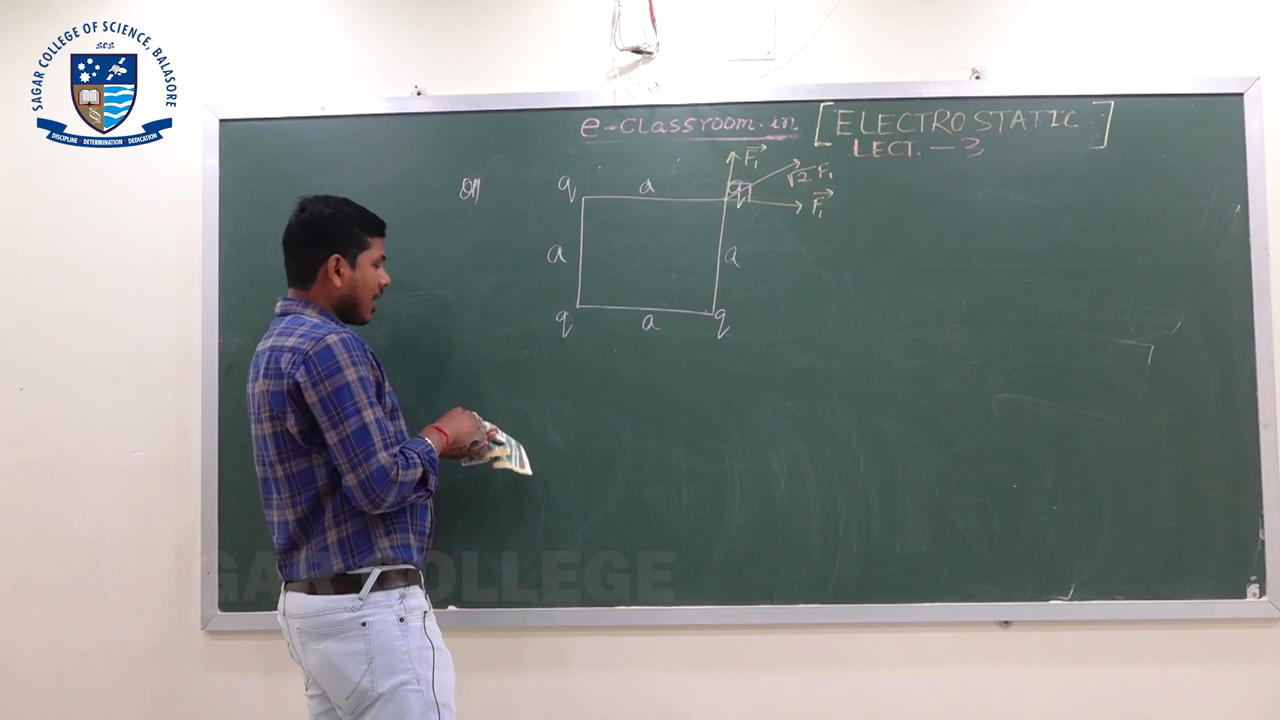 SAGAR COLLEGE OF SCIENCE, BALASORE
SCS
DISCIPLINE DETERMINATION DEDICATION
e-classroom.in
[ELECTROSTATIC]
LECT. - 3
F₁
q a q
√2 F₁
F₁
a a
q a q
GAR COLLEGE